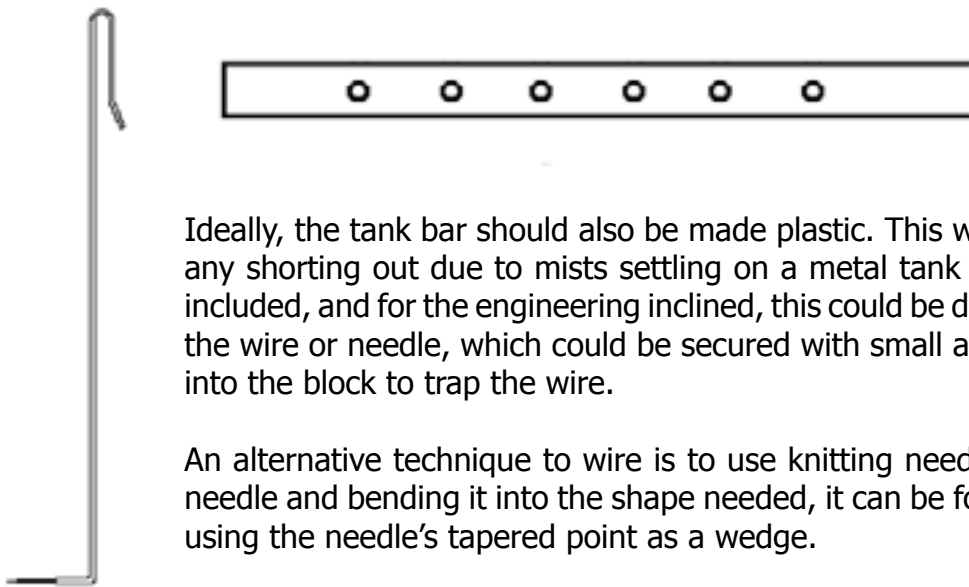 Ideally, the tank bar should also be made plastic. This
any shorting out due to mists settling on a metal tank
included, and for the engineering inclined, this could be
the wire or needle, which could be secured with small
into the block to trap the wire.
An alternative technique to wire is to use knitting
needle and bending it into the shape needed, it can be
using the needle’s tapered point as a wedge.